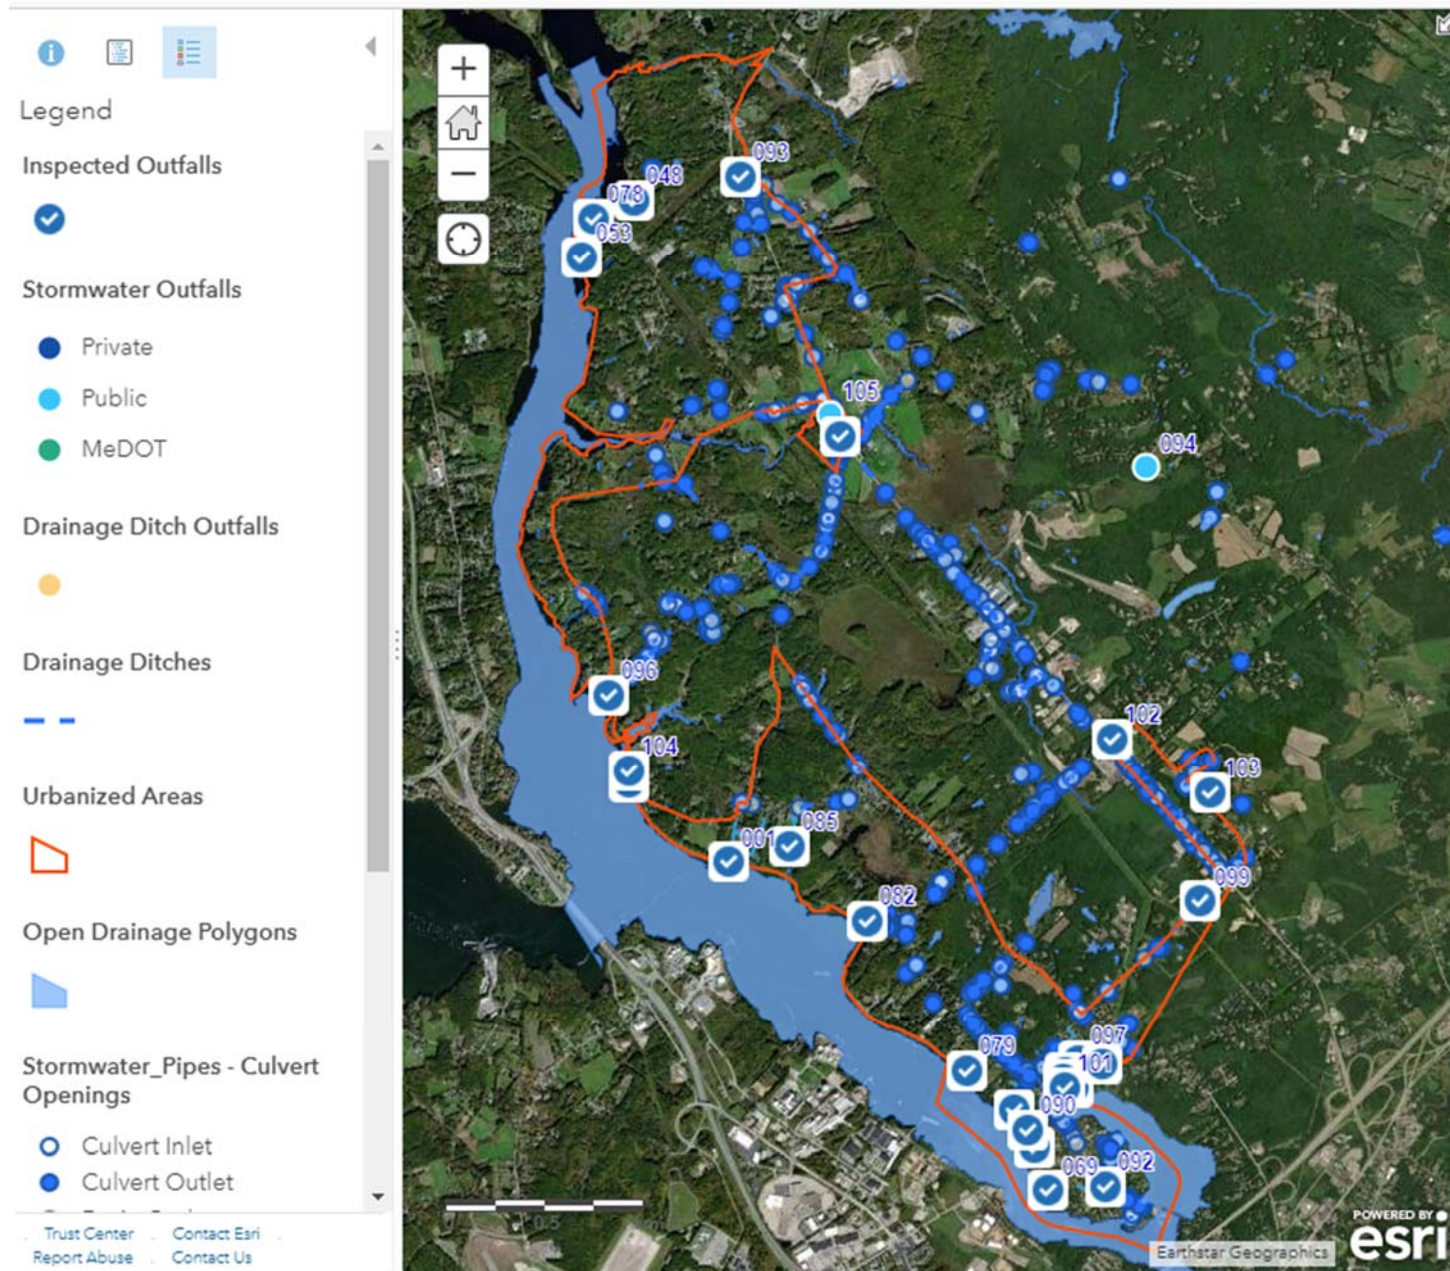 Legend
Inspected Outfalls
Stormwater Outfalls
Private
Public
MeDOT
Drainage Ditch Outfalls
Drainage Ditches
Urbanized Areas
Open Drainage Polygons
Stormwater_Pipes - Culvert
Openings
Culvert Inlet
Culvert Outlet
Trust Center
Contact Esri
Report Abuse
Contact Us
093
048
078
053
105
094
096
102
104
103
001
085
099
082
097
079
101
090
069
092
0.5
POWERED BY
esri
Earthstar Geographics